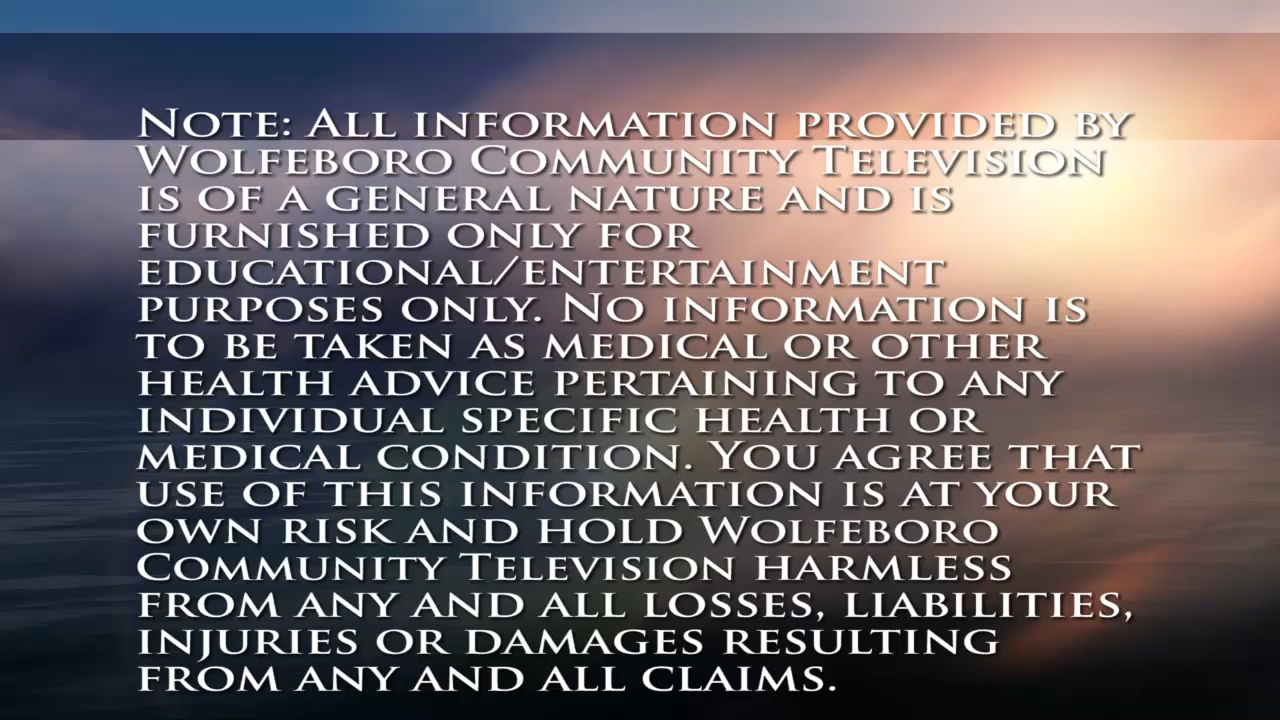 Note: All information provided by
Wolfeboro Community Television
is of a general nature and is
furnished only for
educational/entertainment
purposes only. No information is
to be taken as medical or other
health advice pertaining to any
individual specific health or
medical condition. You agree that
use of this information is at your
own risk and hold Wolfeboro
Community Television harmless
from any and all losses, liabilities,
injuries or damages resulting
from any and all claims.